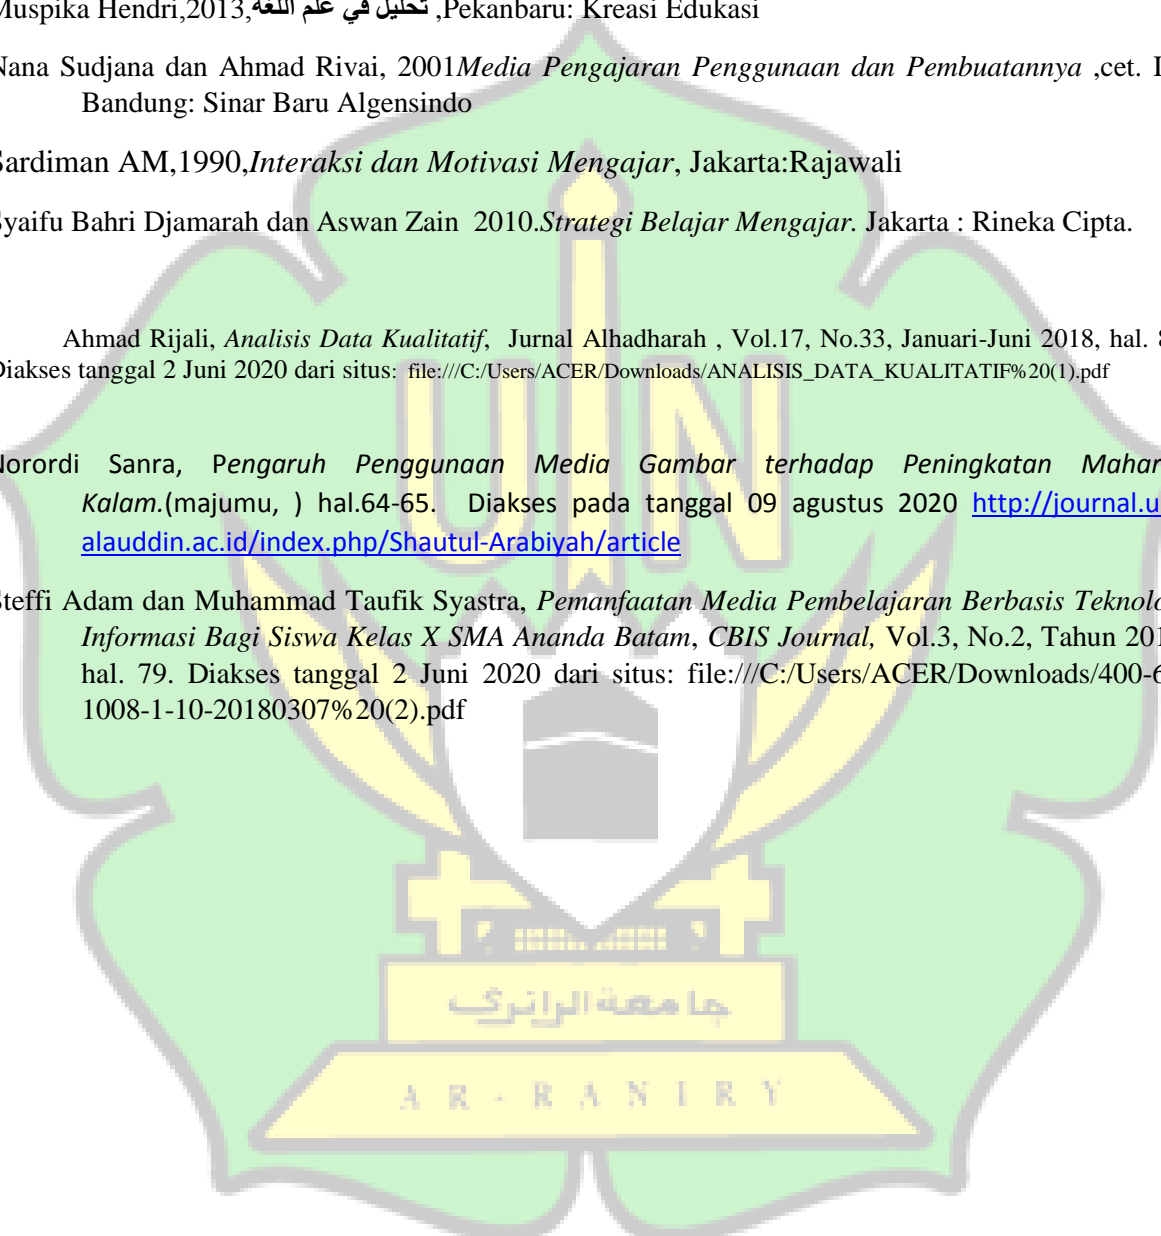 Muspika Hendri,2013,تحليل في علم اللغة ,Pekanbaru: Kreasi Edukasi
Nana Sudjana dan Ahmad Rivai, 2001Media Pengajaran Penggunaan dan Pembuatannya ,cet.
Bandung: Sinar Baru Algensindo
Sardiman AM,1990,Interaksi dan Motivasi Mengajar, Jakarta:Rajawali
Syaifu Bahri Djamarah dan Aswan Zain 2010.Strategi Belajar Mengajar. Jakarta : Rineka Cipta.
Ahmad Rijali, Analisis Data Kualitatif, Jurnal Alhadharah , Vol.17, No.33, Januari-Juni 2018, hal.
Diakses tanggal 2 Juni 2020 dari situs: file:///C:/Users/ACER/Downloads/ANALISIS_DATA_KUALITATIF%20(1).pdf
Norordi Sanra, Pengaruh Penggunaan Media Gambar terhadap Peningkatan
Kalam.(majumu, ) hal.64-65. Diakses pada tanggal 09 agustus 2020 http://journal.u
alauddin.ac.id/index.php/Shautul-Arabiyah/article
Steffi Adam dan Muhammad Taufik Syastra, Pemanfaatan Media Pembelajaran Berbasis
Informasi Bagi Siswa Kelas X SMA Ananda Batam, CBIS Journal, Vol.3, No.2, Tahun
hal. 79. Diakses tanggal 2 Juni 2020 dari situs: file:///C:/Users/ACER/Downloads/400-
1008-1-10-20180307%20(2).pdf
UIN
جامعة الرانري
AR-RANIRY